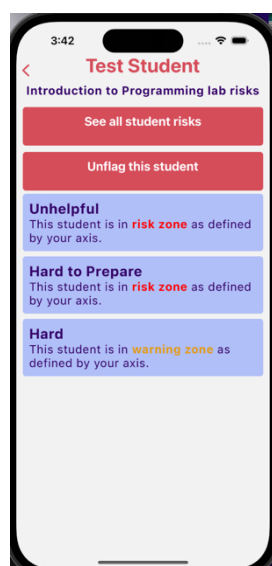 3:42
Test Student
Introduction to Programming lab risks
See all student risks
Unflag this student
Unhelpful
This student is in risk zone as defined
by your axis.
Hard to Prepare
This student is in risk zone as defined
by your axis.
Hard
This student is in warning zone as
defined by your axis.